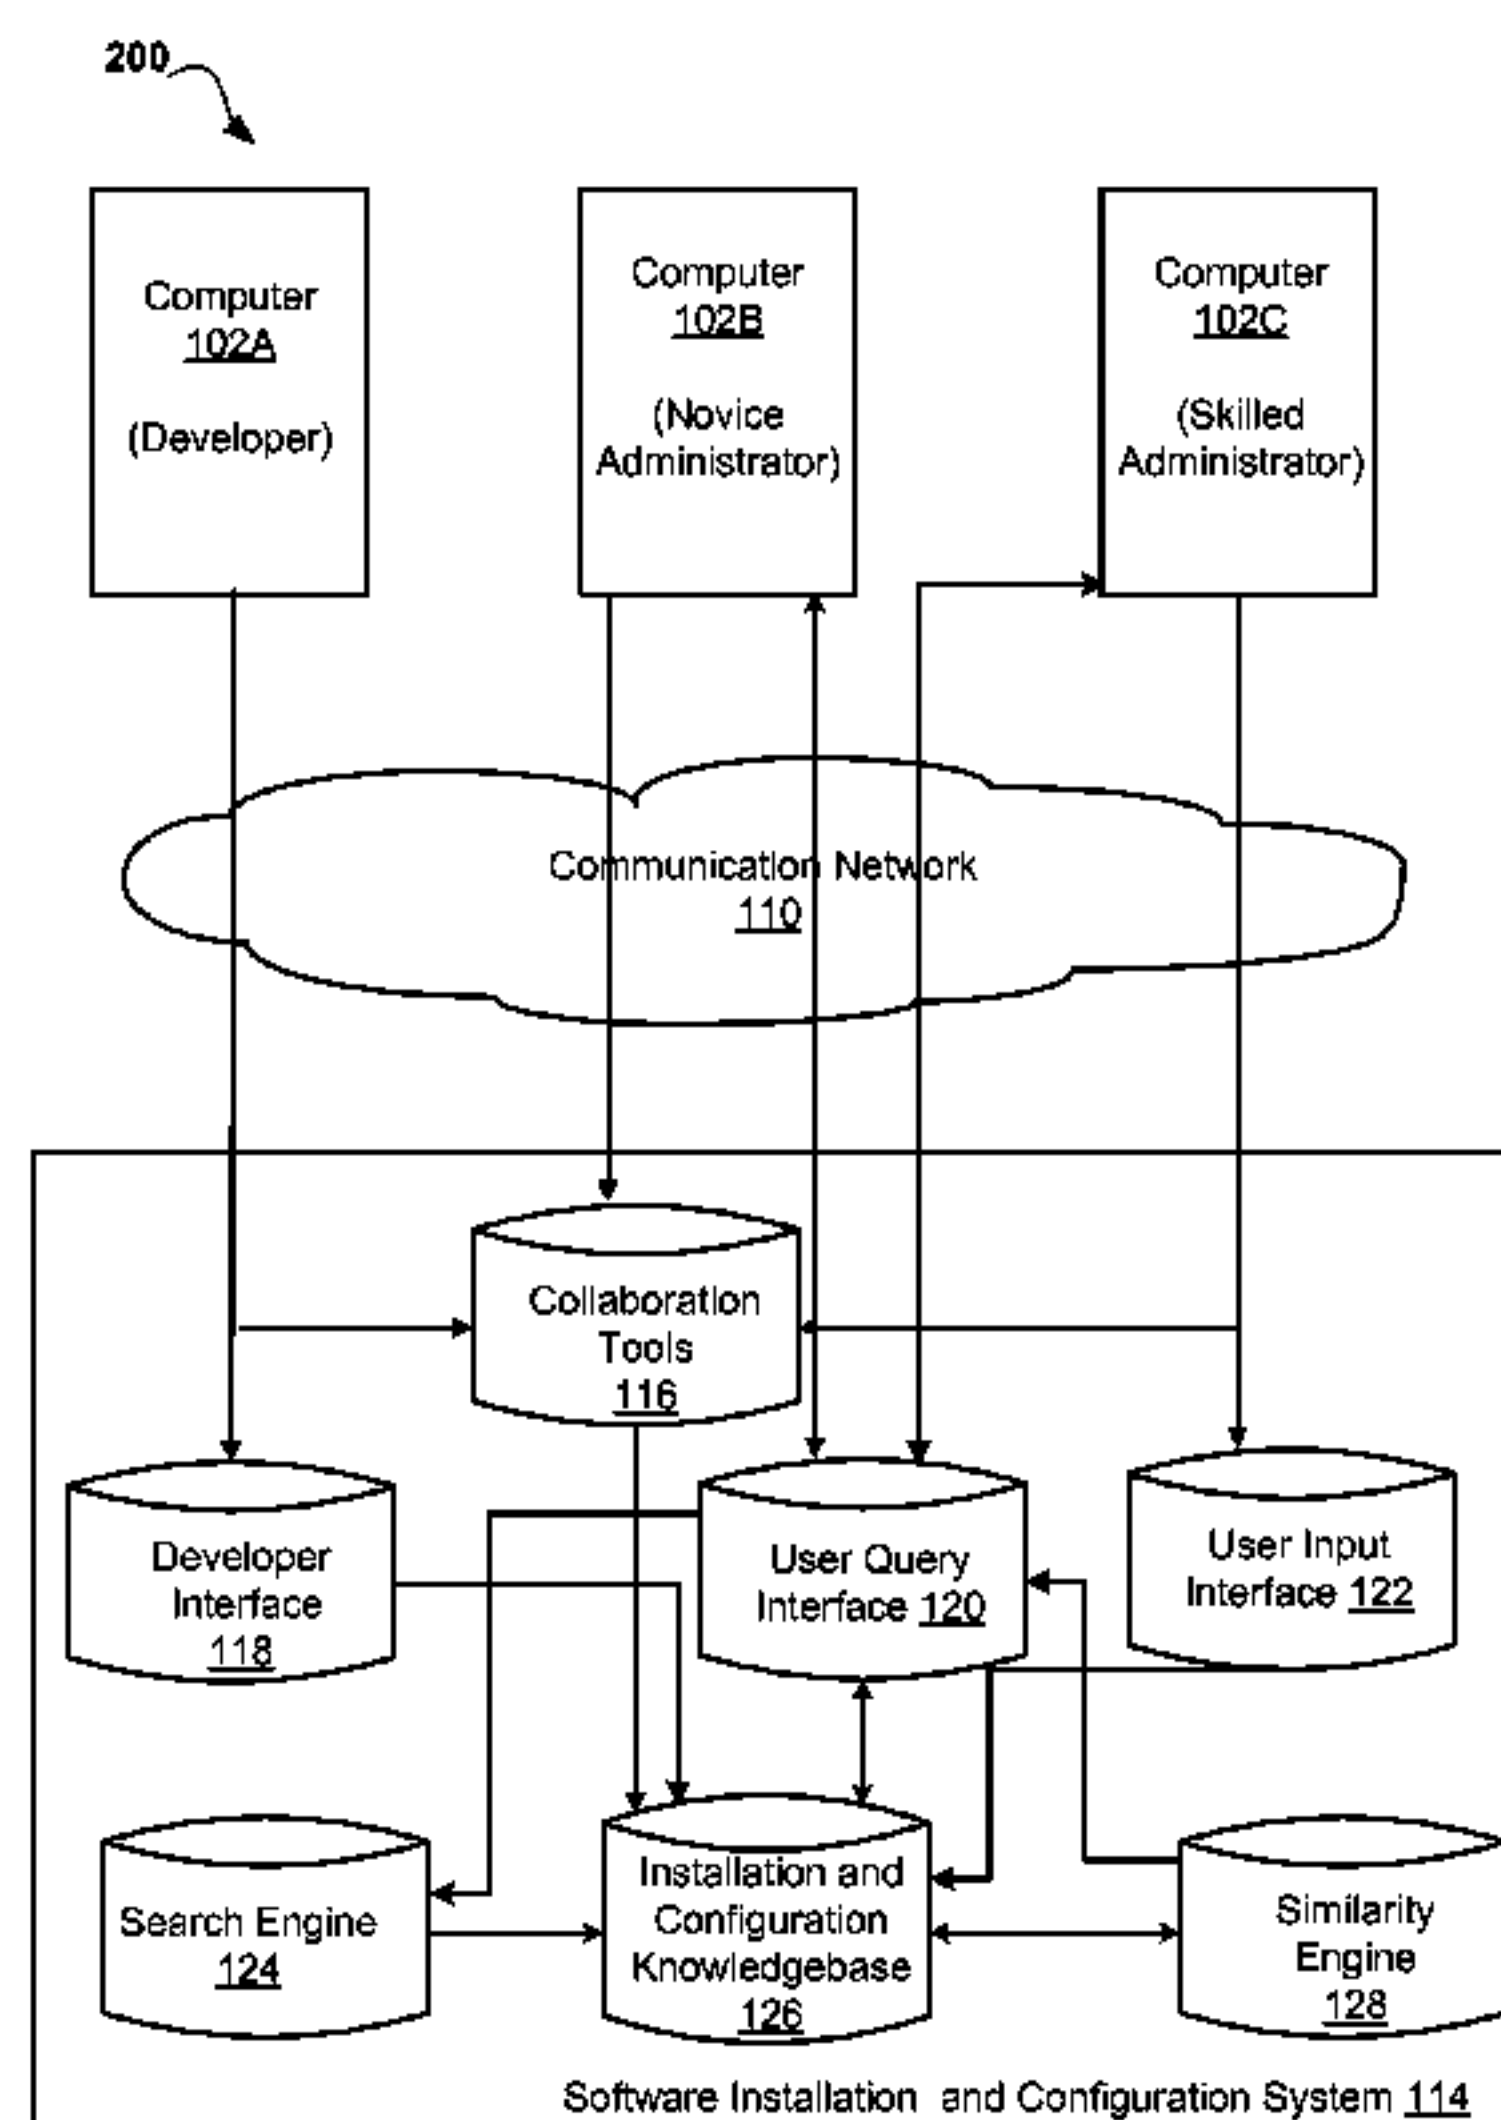 200
Computer
102A
(Developer)
Computer
102B
(Novice
Administrator)
Computer
102C
(Skilled
Administrator)
Communication Network
110
Collaboration
Tools
116
Developer
Interface
118
User Query
Interface 120
User Input
Interface 122
Search Engine
124
Installation and
Configuration
Knowledgebase
126
Similarity
Engine
128
Software Installation and Configuration System 114